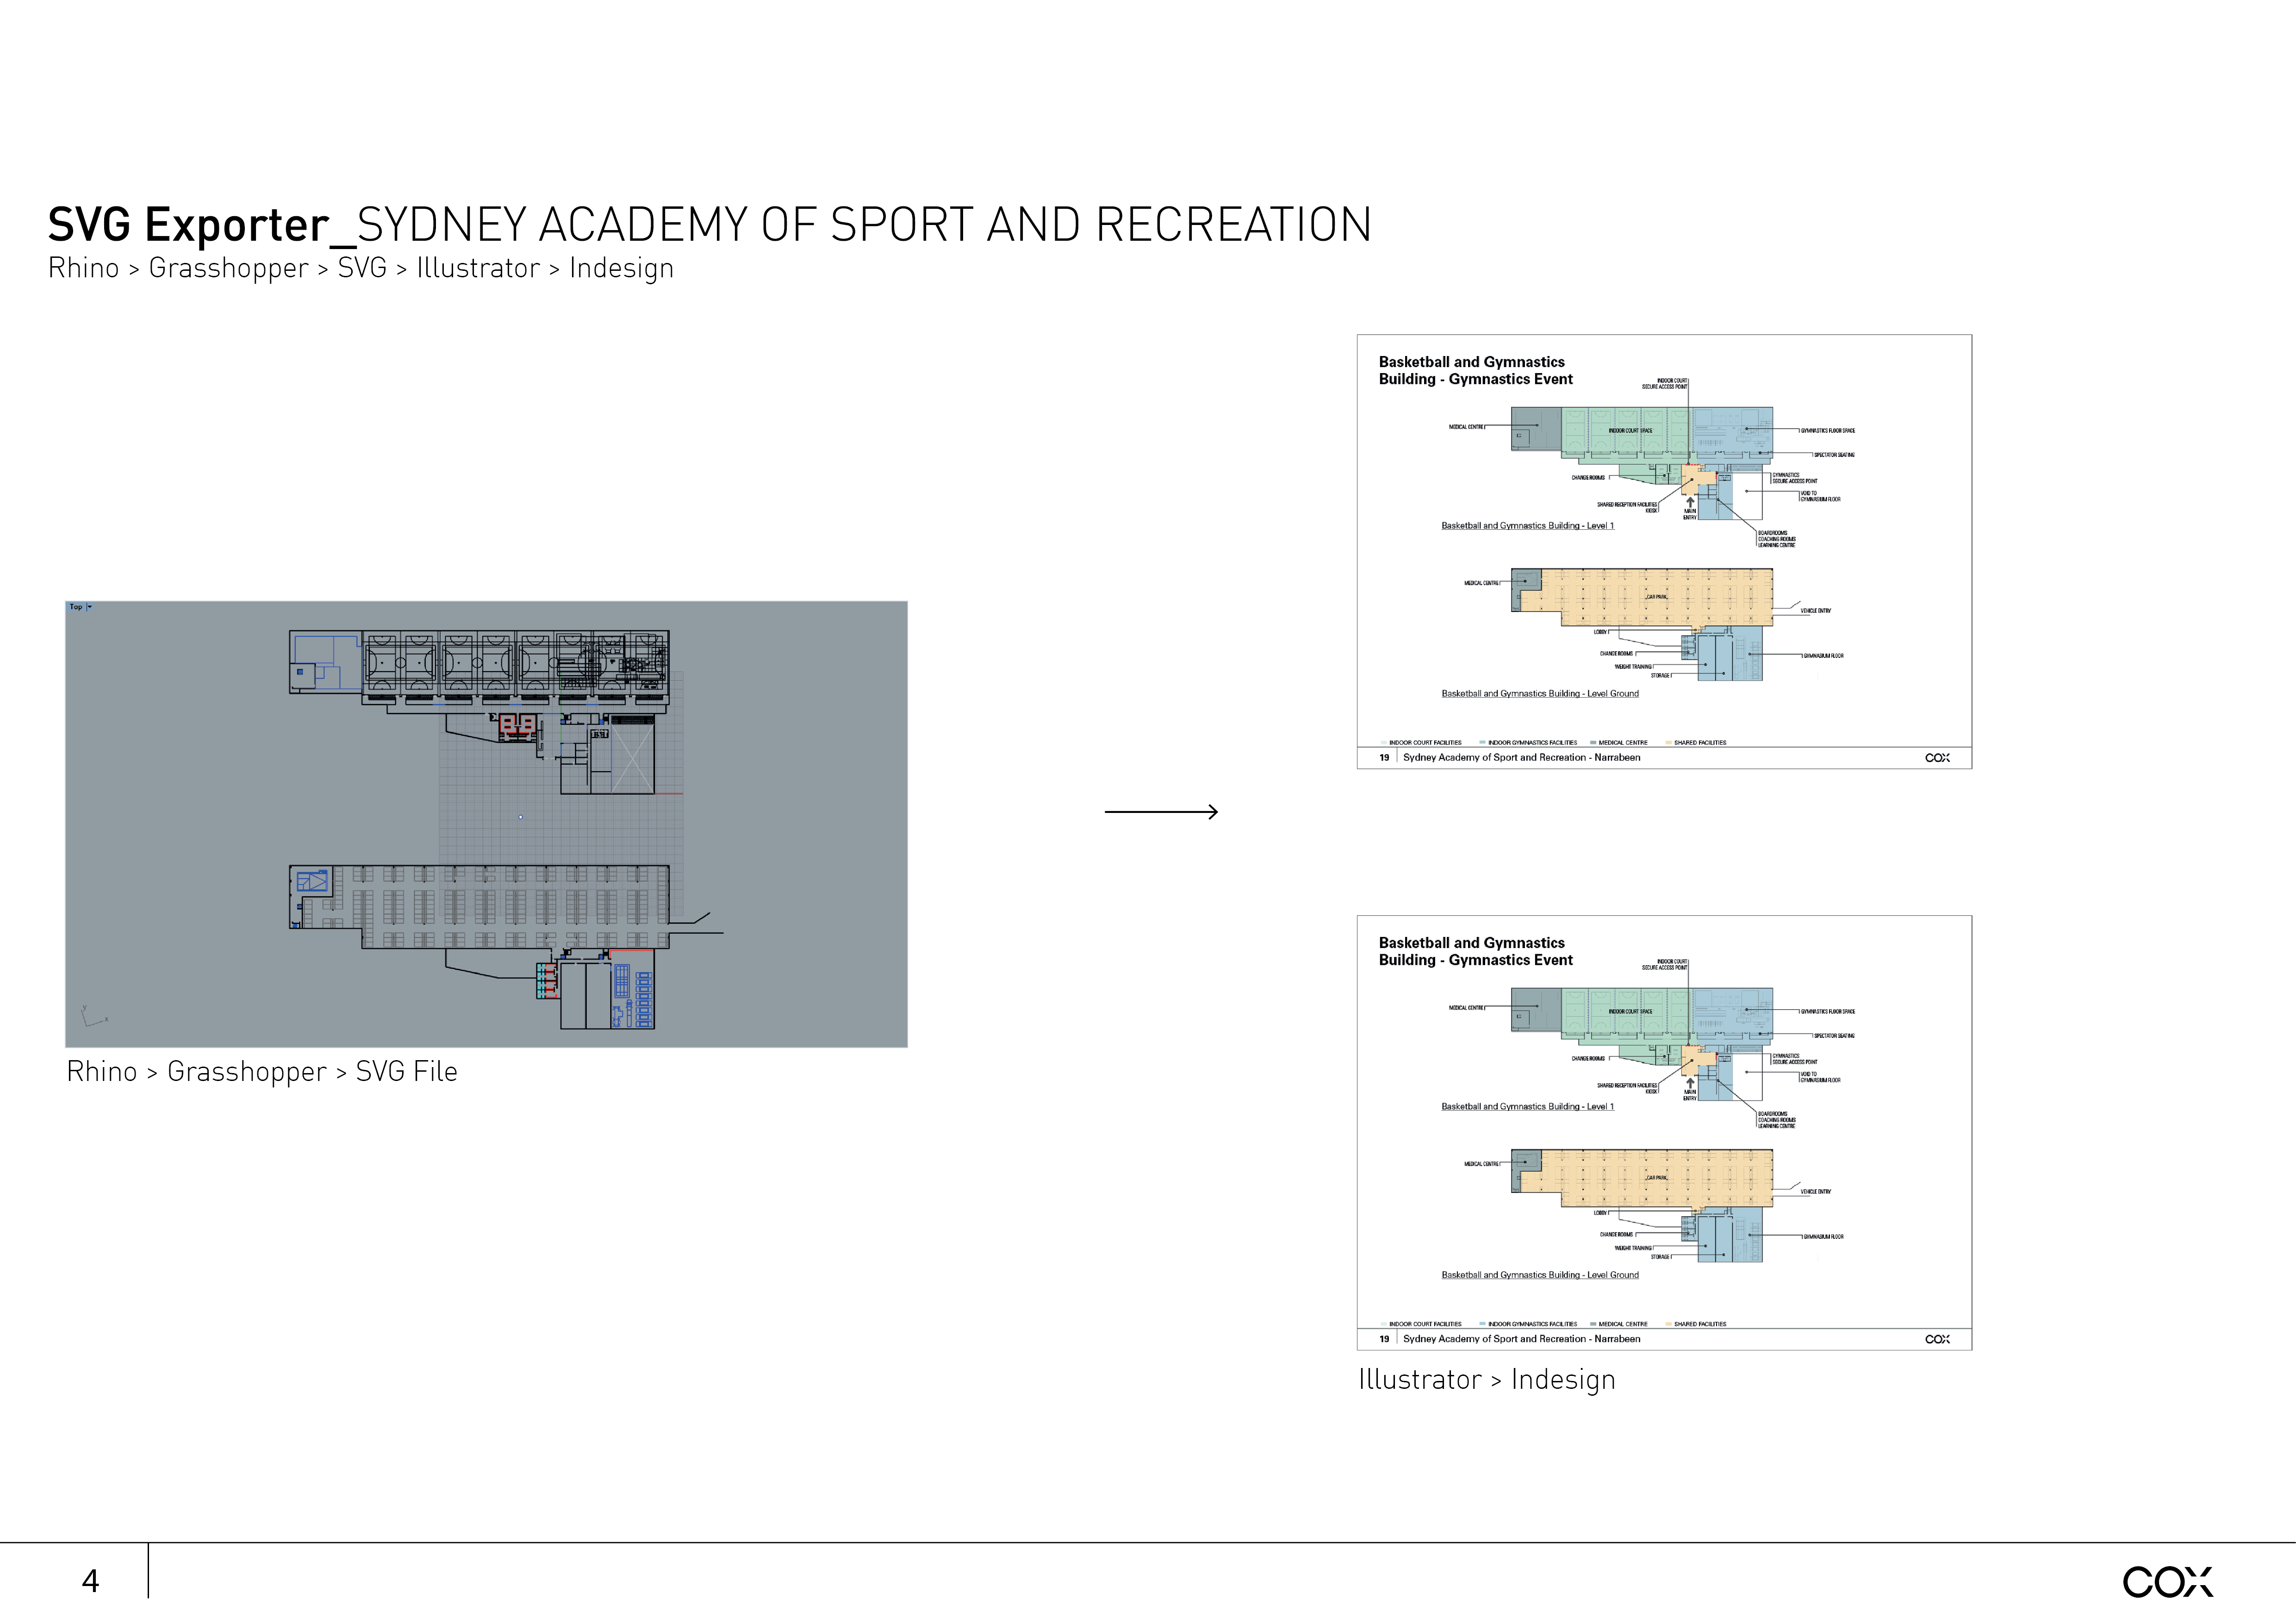 SVG Exporter_SYDNEY ACADEMY OF SPORT AND RECREATION
Rhino > Grasshopper > SVG > Illustrator > Indesign
Top
y
x
Rhino > Grasshopper > SVG File
Basketball and Gymnastics
Building - Gymnastics Event
INDOOR COURT
SECURE ACCESS POINT
MEDICAL CENTRE
INDOOR COURT SPACE
GYMNASTICS FLOOR SPACE
SPECTATOR SEATING
CHANGE ROOMS
GYMNASTICS
SECURE ACCESS POINT
VOID TO
GYMNASIUM FLOOR
SHARED RECEPTION FACILITIES
KIOSK
MAIN
ENTRY
Basketball and Gymnastics Building - Level 1
BOARDROOMS
COACHING ROOMS
LEARNING CENTRE
MEDICAL CENTRE
CAR PARK
VEHICLE ENTRY
LOBBY
CHANGE ROOMS
GYMNASIUM FLOOR
WEIGHT TRAINING
STORAGE
Basketball and Gymnastics Building - Level Ground
INDOOR COURT FACILITIES INDOOR GYMNASTICS FACILITIES MEDICAL CENTRE SHARED FACILITIES
19 Sydney Academy of Sport and Recreation - Narrabeen COX
Basketball and Gymnastics
Building - Gymnastics Event
INDOOR COURT
SECURE ACCESS POINT
MEDICAL CENTRE
INDOOR COURT SPACE
GYMNASTICS FLOOR SPACE
SPECTATOR SEATING
CHANGE ROOMS
GYMNASTICS
SECURE ACCESS POINT
VOID TO
GYMNASIUM FLOOR
SHARED RECEPTION FACILITIES
KIOSK
MAIN
ENTRY
Basketball and Gymnastics Building - Level 1
BOARDROOMS
COACHING ROOMS
LEARNING CENTRE
MEDICAL CENTRE
CAR PARK
VEHICLE ENTRY
LOBBY
CHANGE ROOMS
GYMNASIUM FLOOR
WEIGHT TRAINING
STORAGE
Basketball and Gymnastics Building - Level Ground
INDOOR COURT FACILITIES INDOOR GYMNASTICS FACILITIES MEDICAL CENTRE SHARED FACILITIES
19 Sydney Academy of Sport and Recreation - Narrabeen COX
Illustrator > Indesign
4
COX